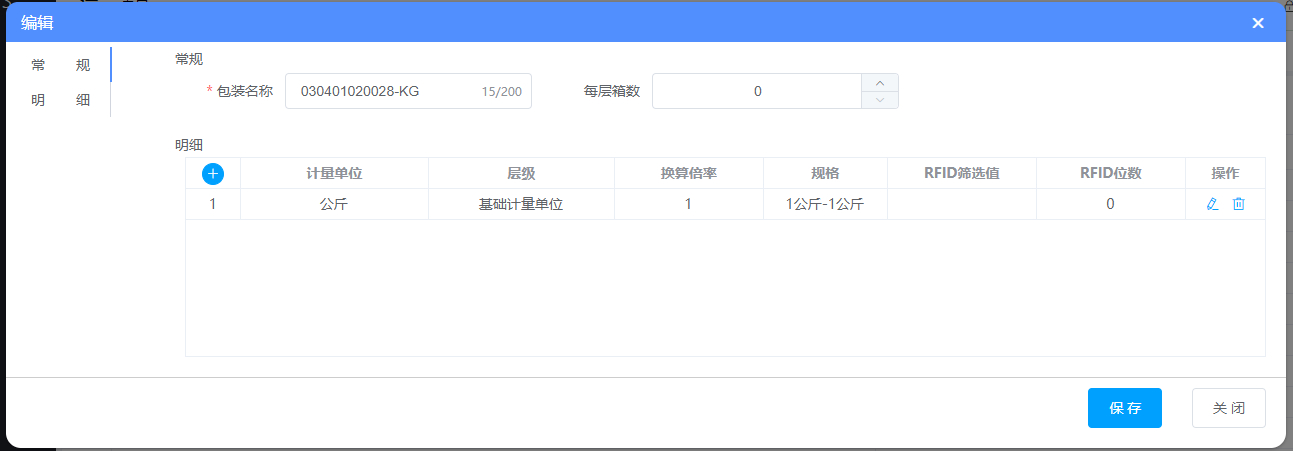 编辑
常 规
明 细
常规
* 包装名称 030401020028-KG 15/200 每层箱数 0
明细
计量单位 层级 换算倍率 规格 RFID筛选值 RFID位数 操作
1 公斤 基础计量单位 1 1公斤-1公斤 0
保 存 关 闭